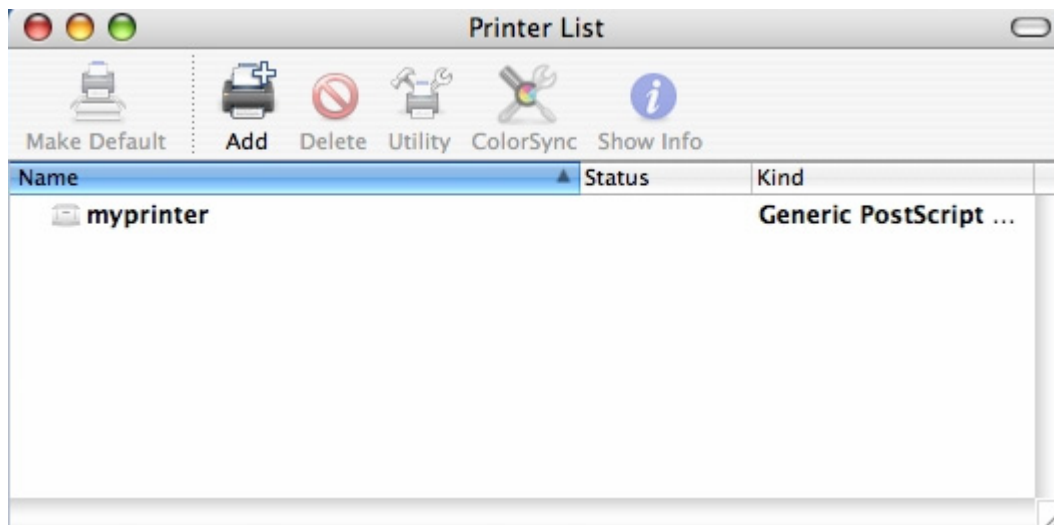 Printer List
Make Default Add Delete Utility ColorSync Show Info
Name Status Kind
myprinter Generic PostScript ...